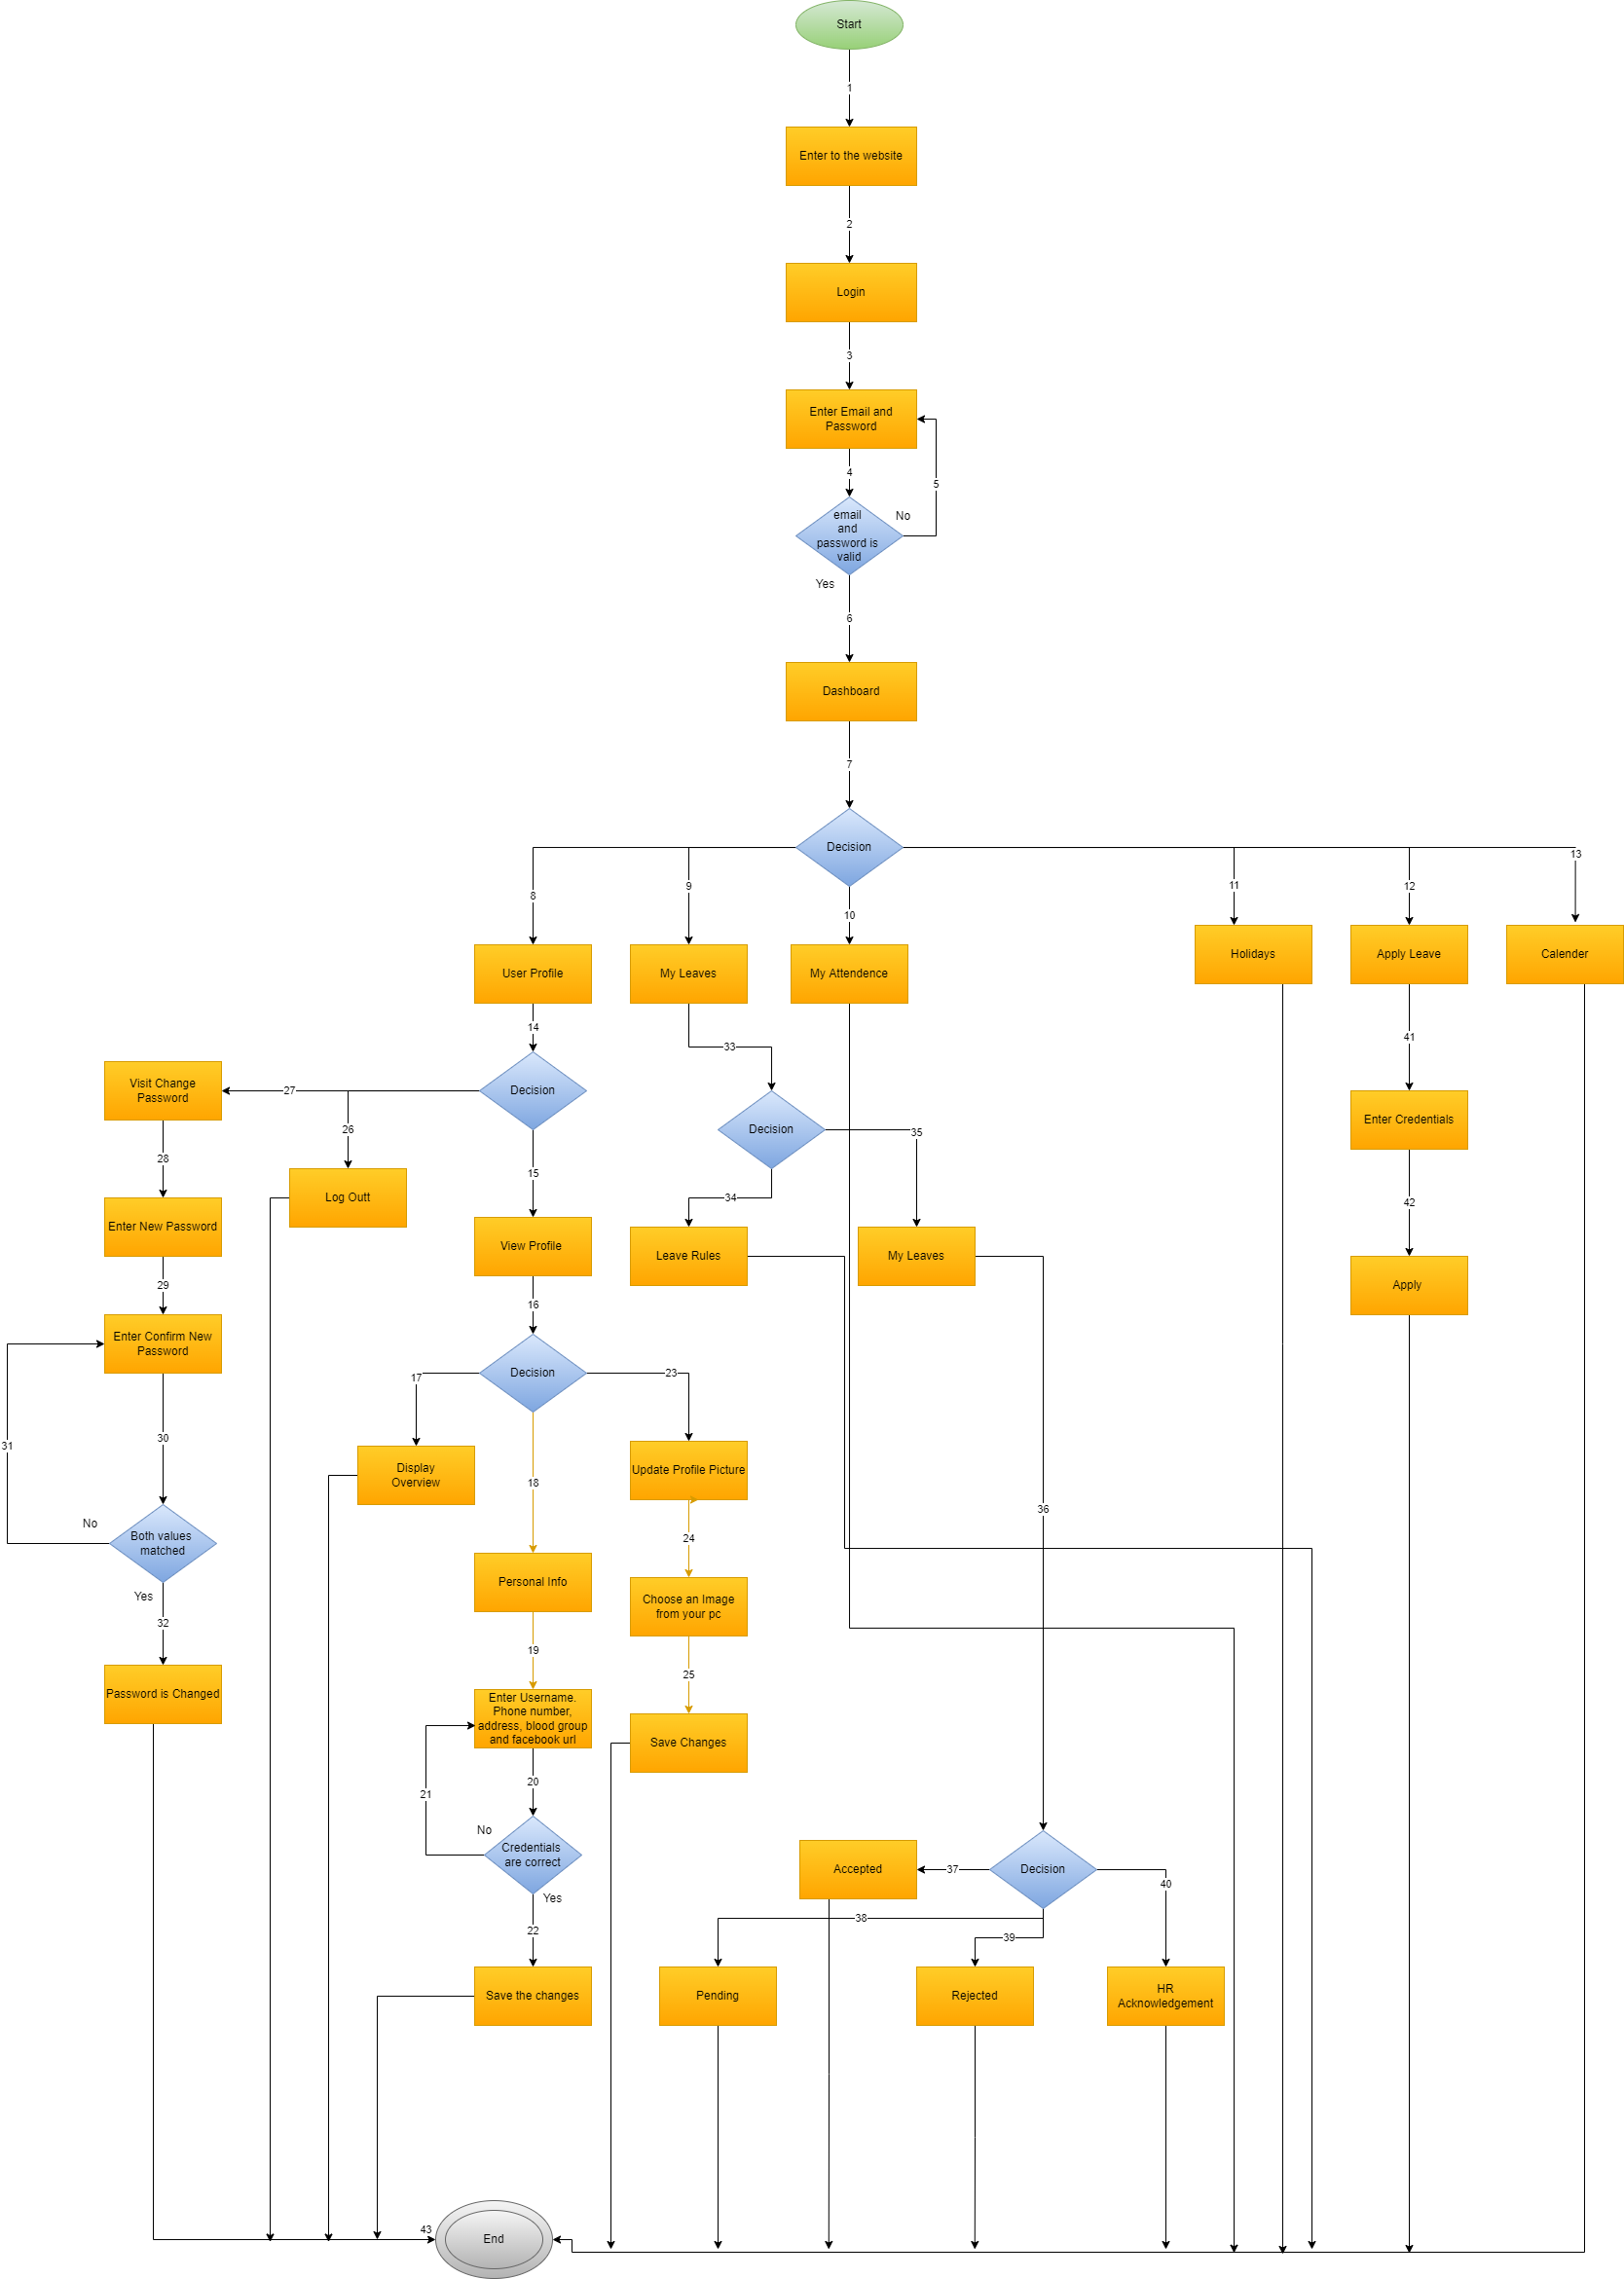 Start
1
Enter to the website
2
Login
3
Enter Email and
Password
4
5
email
and
password is
valid
No
Yes
6
Dashboard
7
Decision
8
9
10
11
12
13
User Profile
My Leaves
My Attendence
Holidays
Apply Leave
Calender
14
33
41
Visit Change
Password
27
Decision
26
Decision
35
Enter Credentials
28
15
34
42
Enter New Password
Log Outt
View Profile
Leave Rules
My Leaves
Apply
29
16
Enter Confirm New
Password
17
Decision
23
31
30
Display
Overview
18
Update Profile Picture
36
No
Both values
matched
24
Yes
32
Personal Info
Choose an Image
from your pc
19
25
Password is Changed
Enter Username.
Phone number,
address, blood group
and facebook url
Save Changes
21
20
No
Credentials
are correct
Yes
Accepted
37
Decision
40
22
38
39
Save the changes
Pending
Rejected
HR
Acknowledgement
43
End